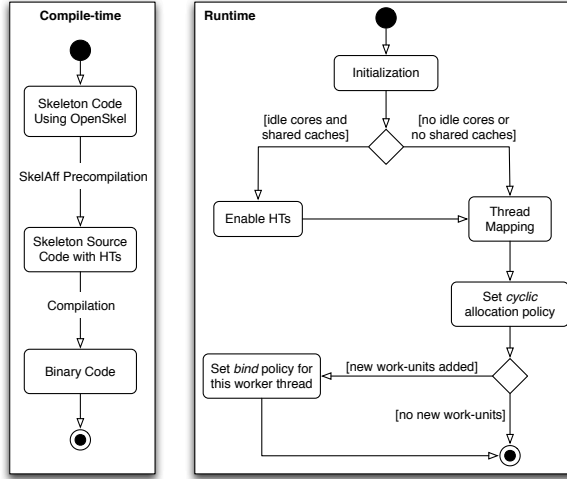 Compile-time
Skeleton Code
Using OpenSkel
SkelAff Precompilation
Skeleton Source
Code with HTs
Compilation
Binary Code
Runtime
Initialization
[idle cores and
shared caches]
[no idle cores or
no shared caches]
Enable HTs
Thread
Mapping
Set cyclic
allocation policy
[new work-units added]
Set bind policy for
this worker thread
[no new work-units]